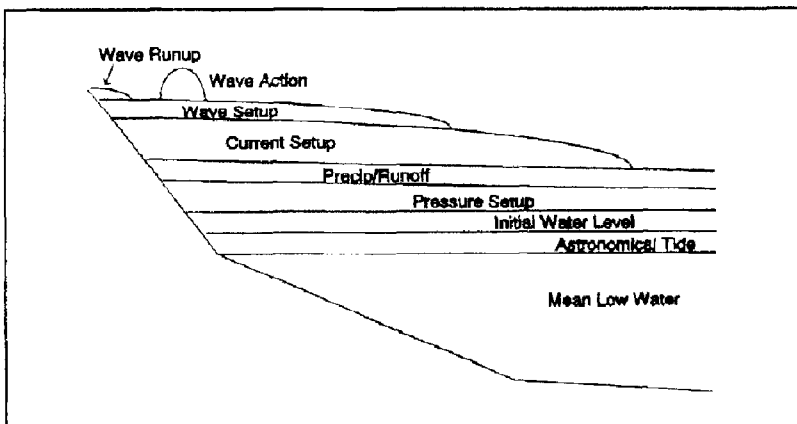 Wave Runup
Wave Action
Wave Setup
Current Setup
Precip/Runoff
Pressure Setup
Initial Water Level
Astronomical Tide
Mean Low Water